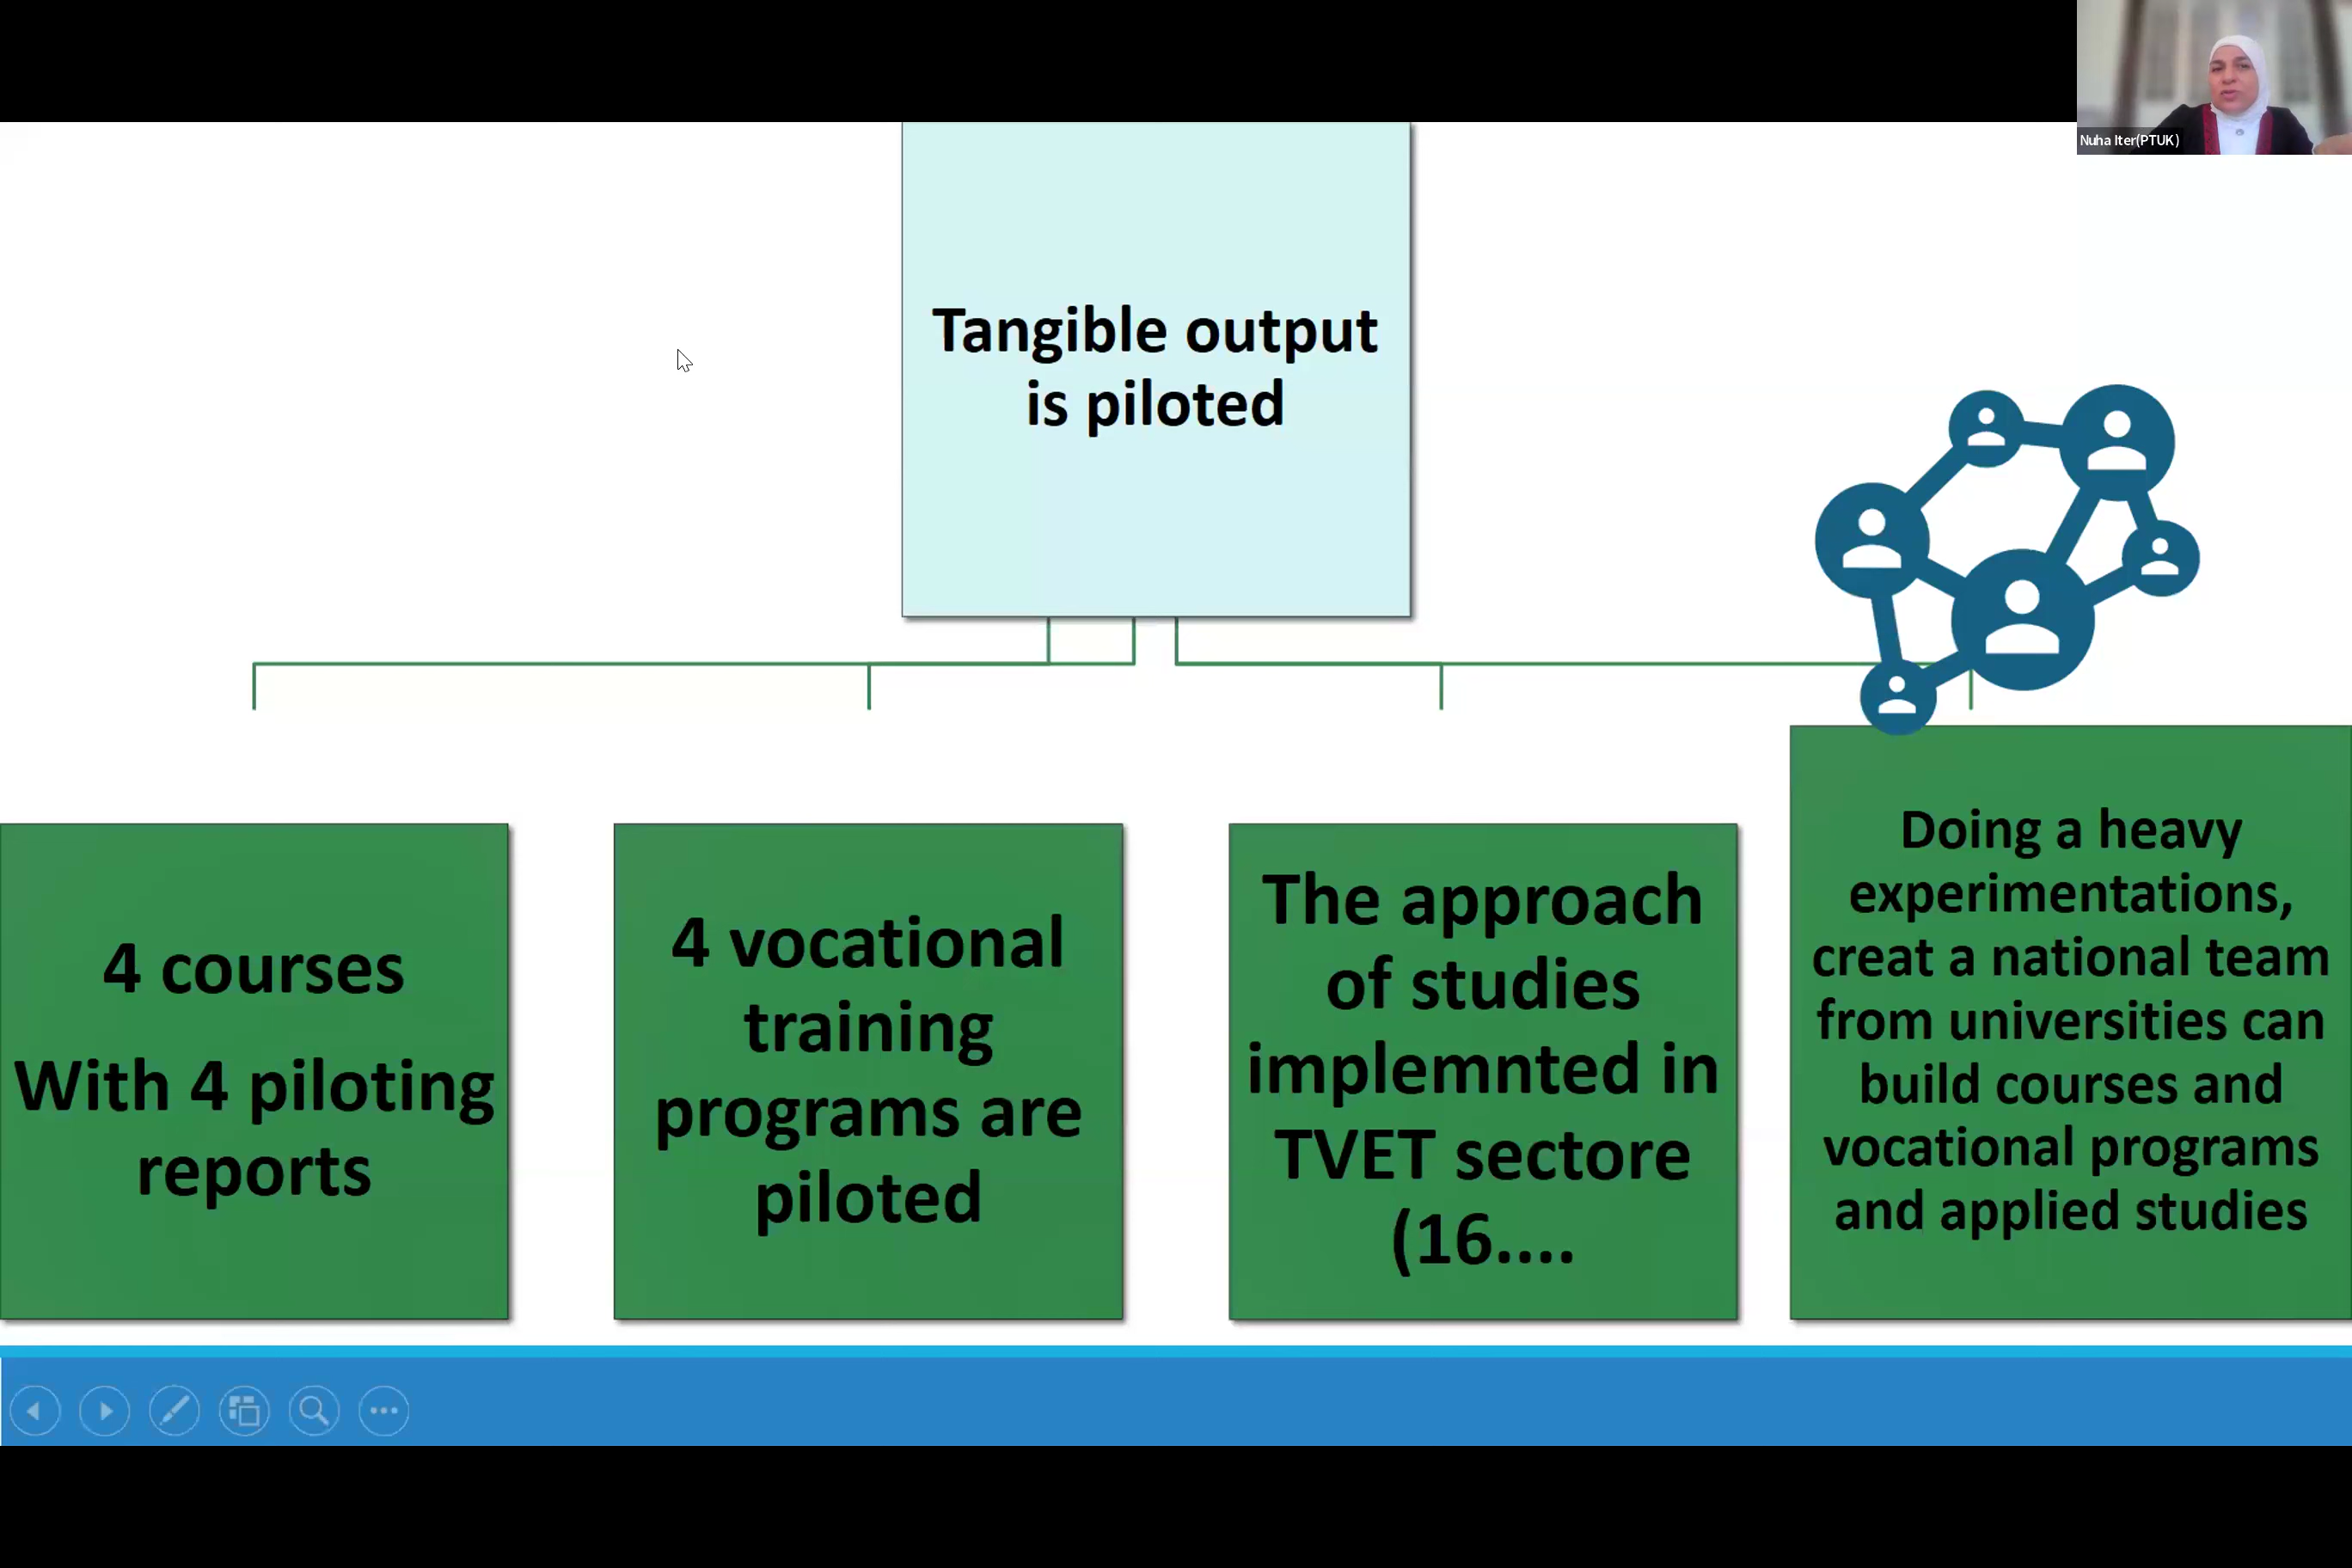 Nuha Iter(PTUK)
Tangible output
is piloted
4 courses
With 4 piloting
reports
4 vocational
training
programs are
piloted
The approach
of studies
implemnted in
TVET sectore
(16....
Doing a heavy
experimentations,
creat a national team
from universities can
build courses and
vocational programs
and applied studies